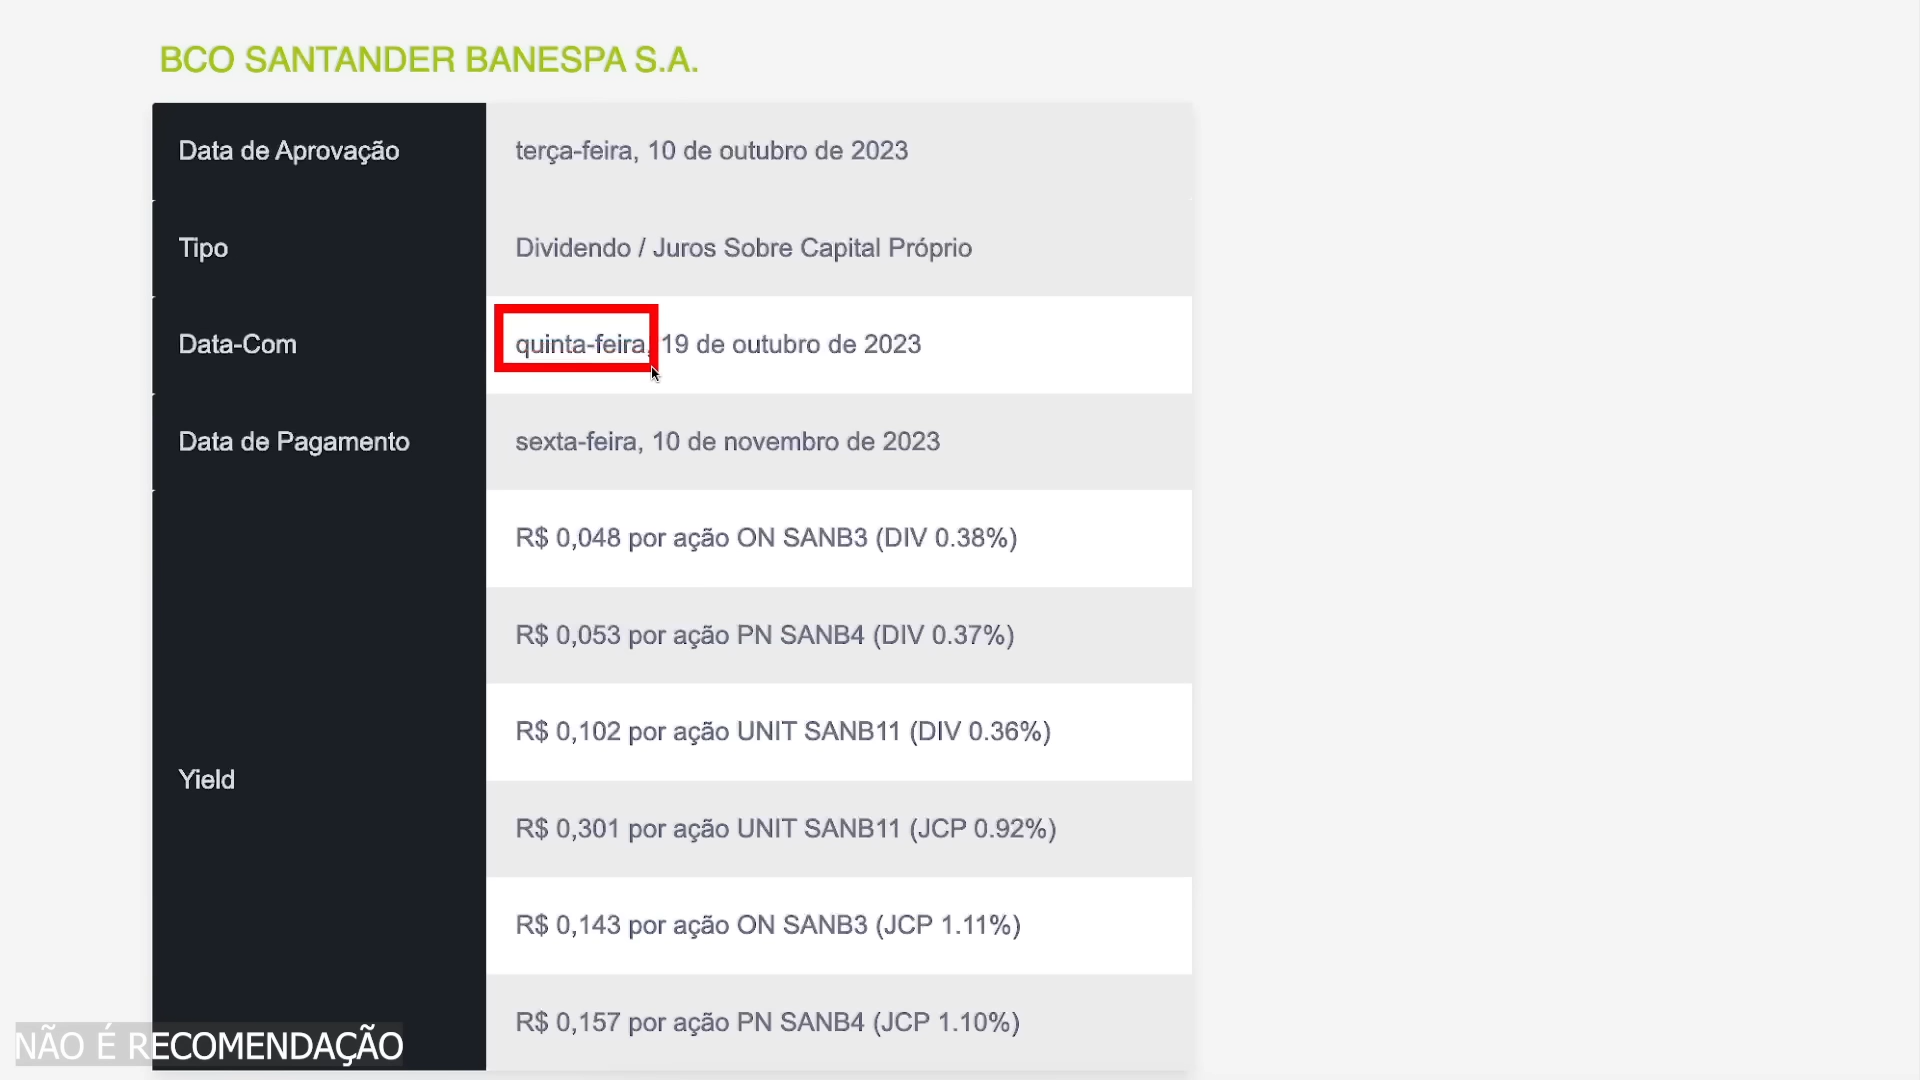 BCO SANTANDER BANESPA S.A.
Data de Aprovação
terça-feira, 10 de outubro de 2023
Tipo
Dividendo / Juros Sobre Capital Próprio
Data-Com
quinta-feira, 19 de outubro de 2023
Data de Pagamento
sexta-feira, 10 de novembro de 2023
Yield
R$ 0,048 por ação ON SANB3 (DIV 0.38%)
R$ 0,053 por ação PN SANB4 (DIV 0.37%)
R$ 0,102 por ação UNIT SANB11 (DIV 0.36%)
R$ 0,301 por ação UNIT SANB11 (JCP 0.92%)
R$ 0,143 por ação ON SANB3 (JCP 1.11%)
R$ 0,157 por ação PN SANB4 (JCP 1.10%)
NÃO É RECOMENDAÇÃO